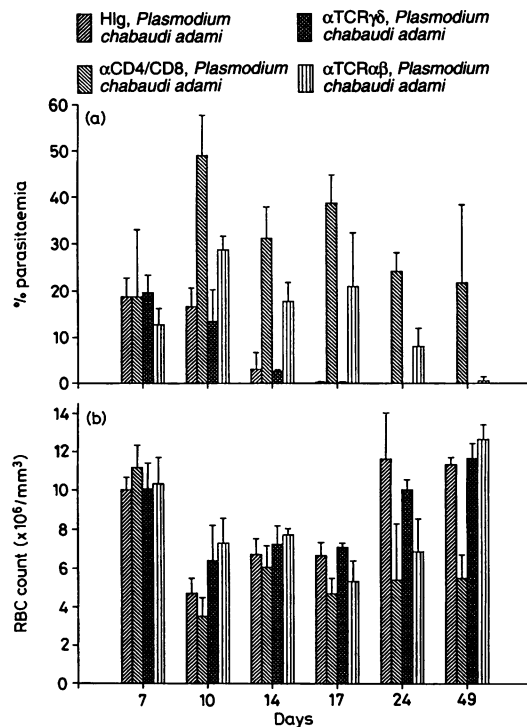 HIg, Plasmodium
chabaudi adami
αTCRγδ, Plasmodium
chabaudi adami
αCD4/CD8, Plasmodium
chabaudi adami
αTCRαβ, Plasmodium
chabaudi adami
(a)
60
50
40
30
20
10
0
% parasitaemia
(b)
14
12
10
8
6
4
2
0
RBC count (x10⁶/mm³)
7 10 14 17 24 49
Days